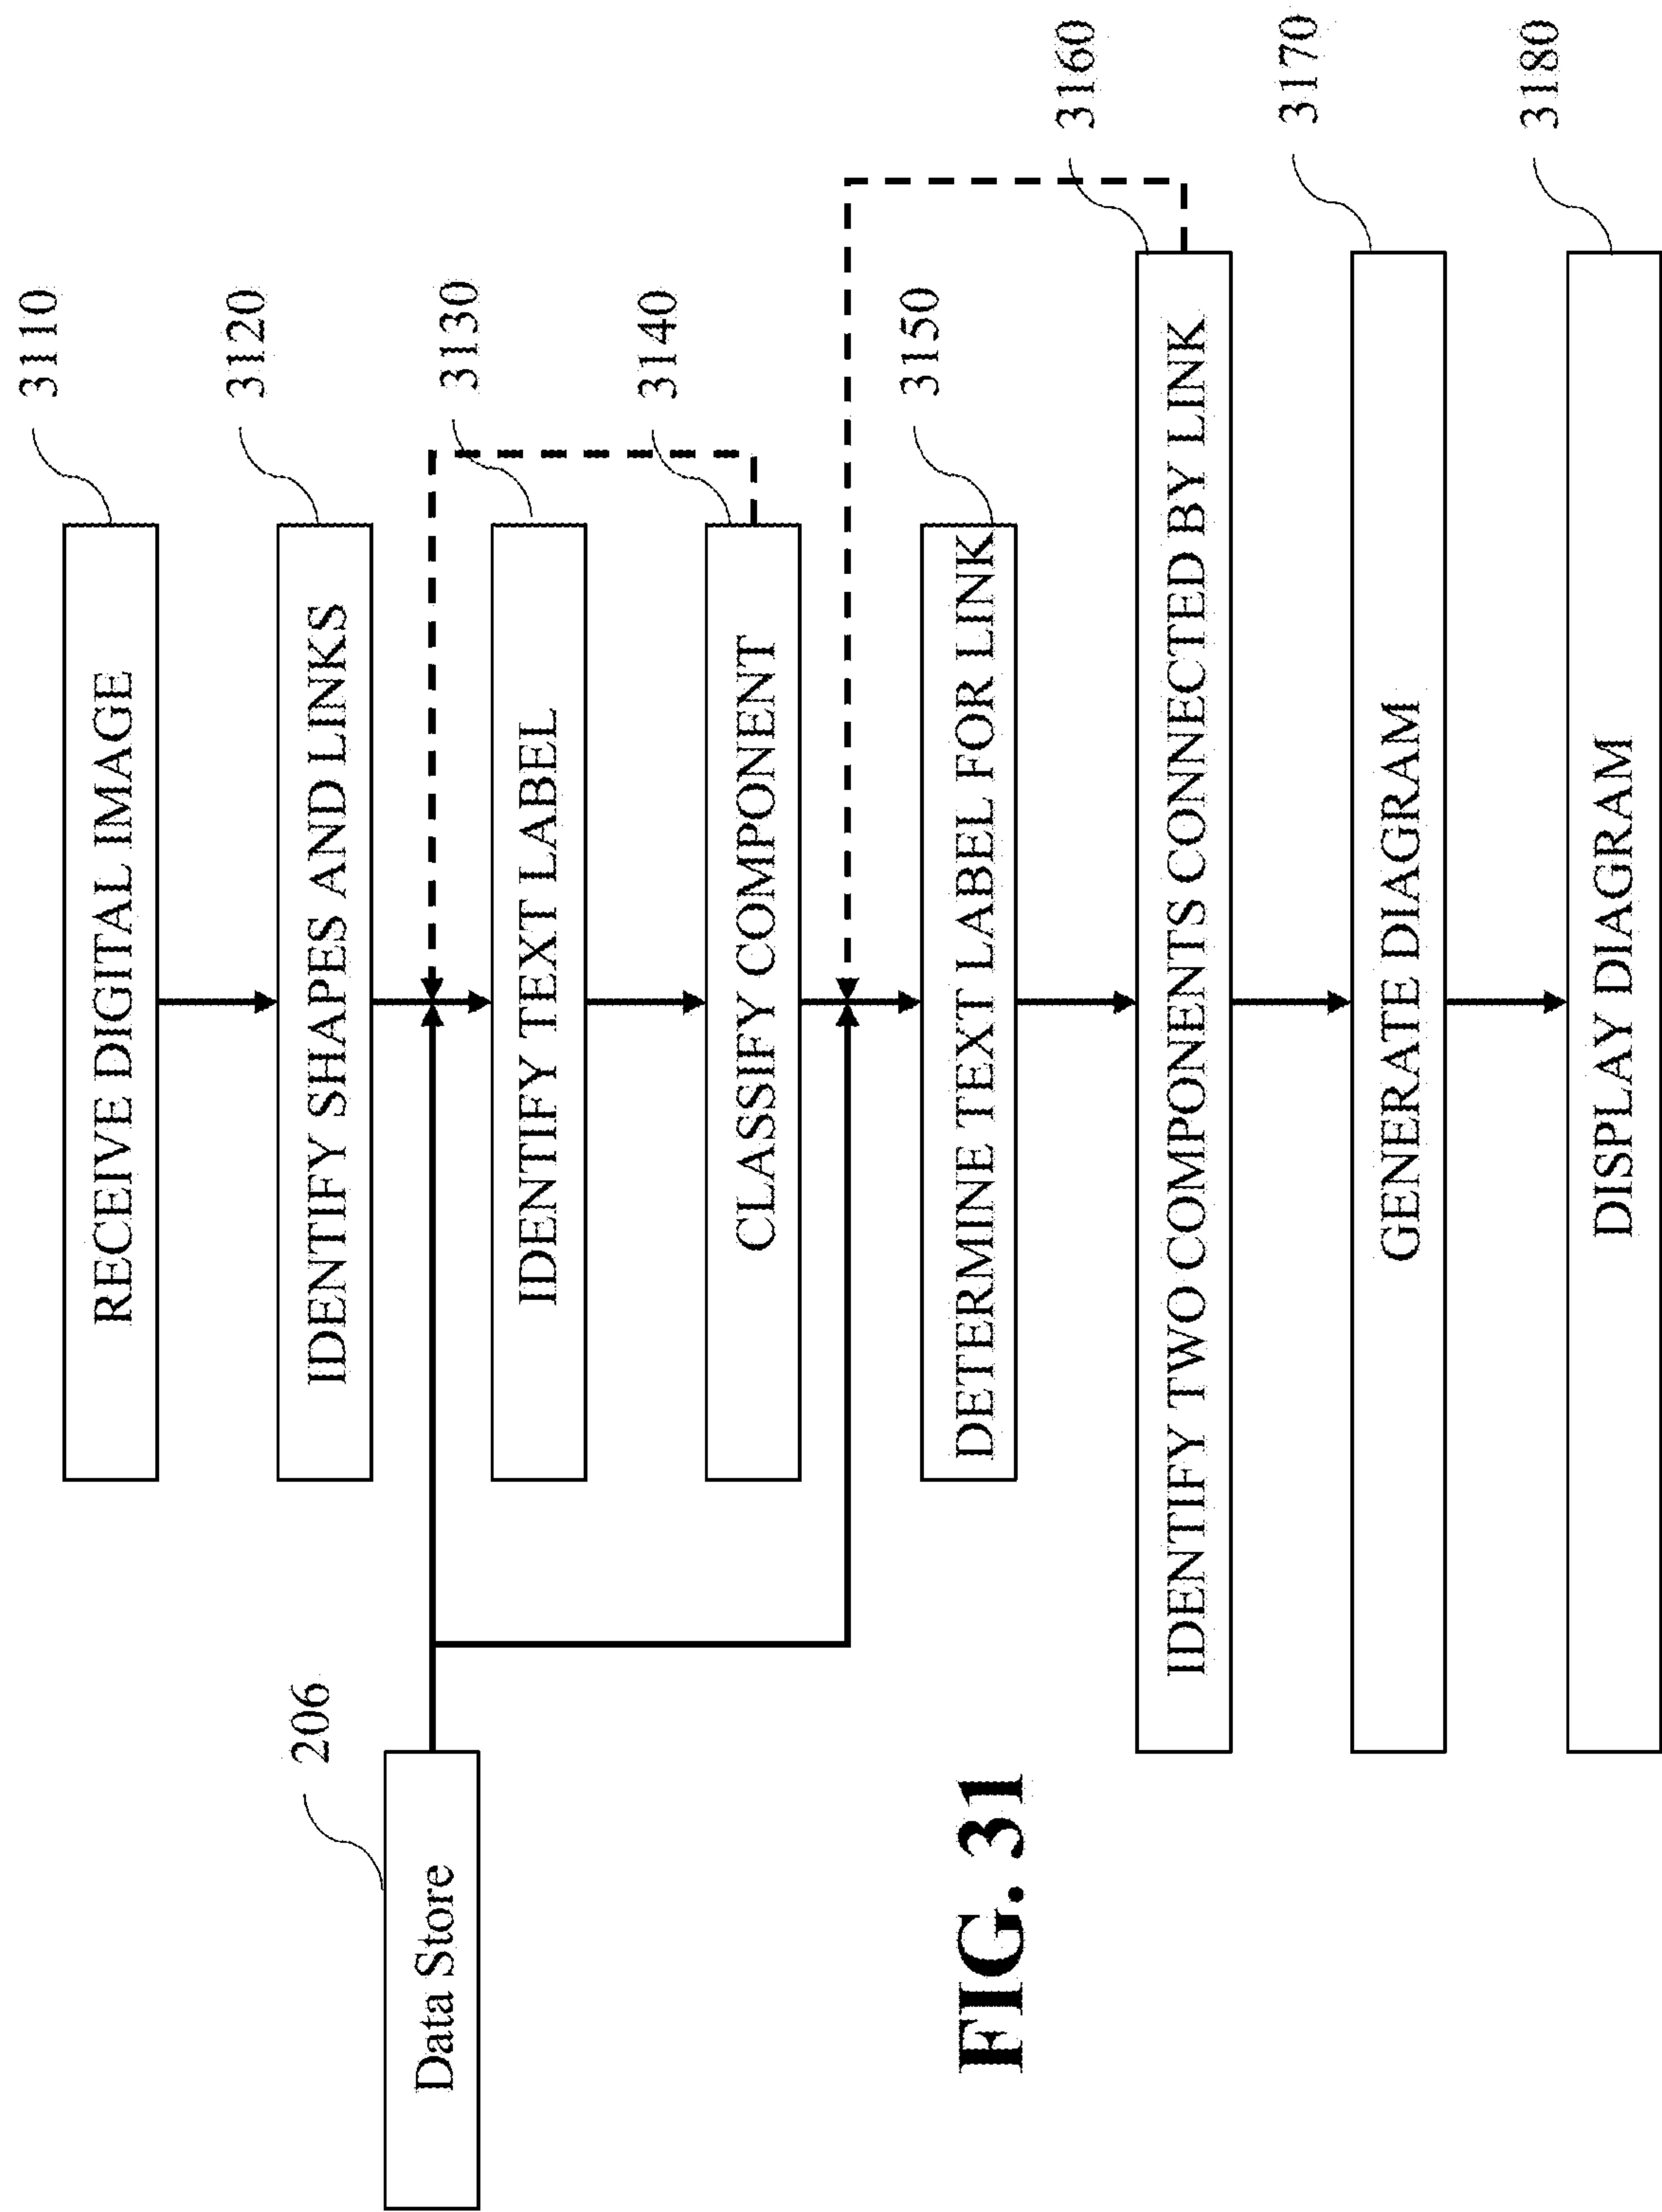 RECEIVE DIGITAL IMAGE
3110
IDENTIFY SHAPES AND LINKS
3120
Data Store
206
IDENTIFY TEXT LABEL
3130
CLASSIFY COMPONENT
3140
DETERMINE TEXT LABEL FOR LINK
3150
IDENTIFY TWO COMPONENTS CONNECTED BY LINK
3160
GENERATE DIAGRAM
3170
DISPLAY DIAGRAM
3180
FIG. 31